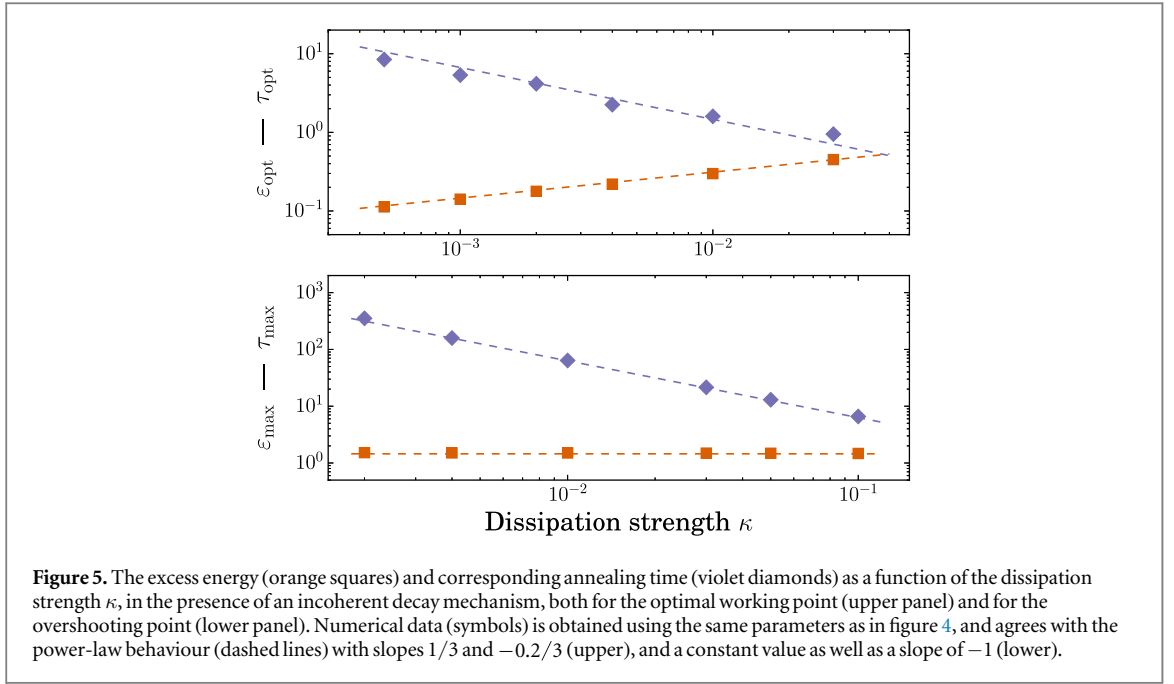 10^1
10^0
10^-1
ε_opt — τ_opt
10^-3
10^-2
10^3
10^2
10^1
10^0
ε_max — τ_max
10^-2
10^-1
Dissipation strength κ
Figure 5. The excess energy (orange squares) and corresponding annealing time (violet diamonds) as a function of the dissipation
strength κ, in the presence of an incoherent decay mechanism, both for the optimal working point (upper panel) and for the
overshooting point (lower panel). Numerical data (symbols) is obtained using the same parameters as in figure 4, and agrees with the
power-law behaviour (dashed lines) with slopes 1/3 and −0.2/3 (upper), and a constant value as well as a slope of −1 (lower).